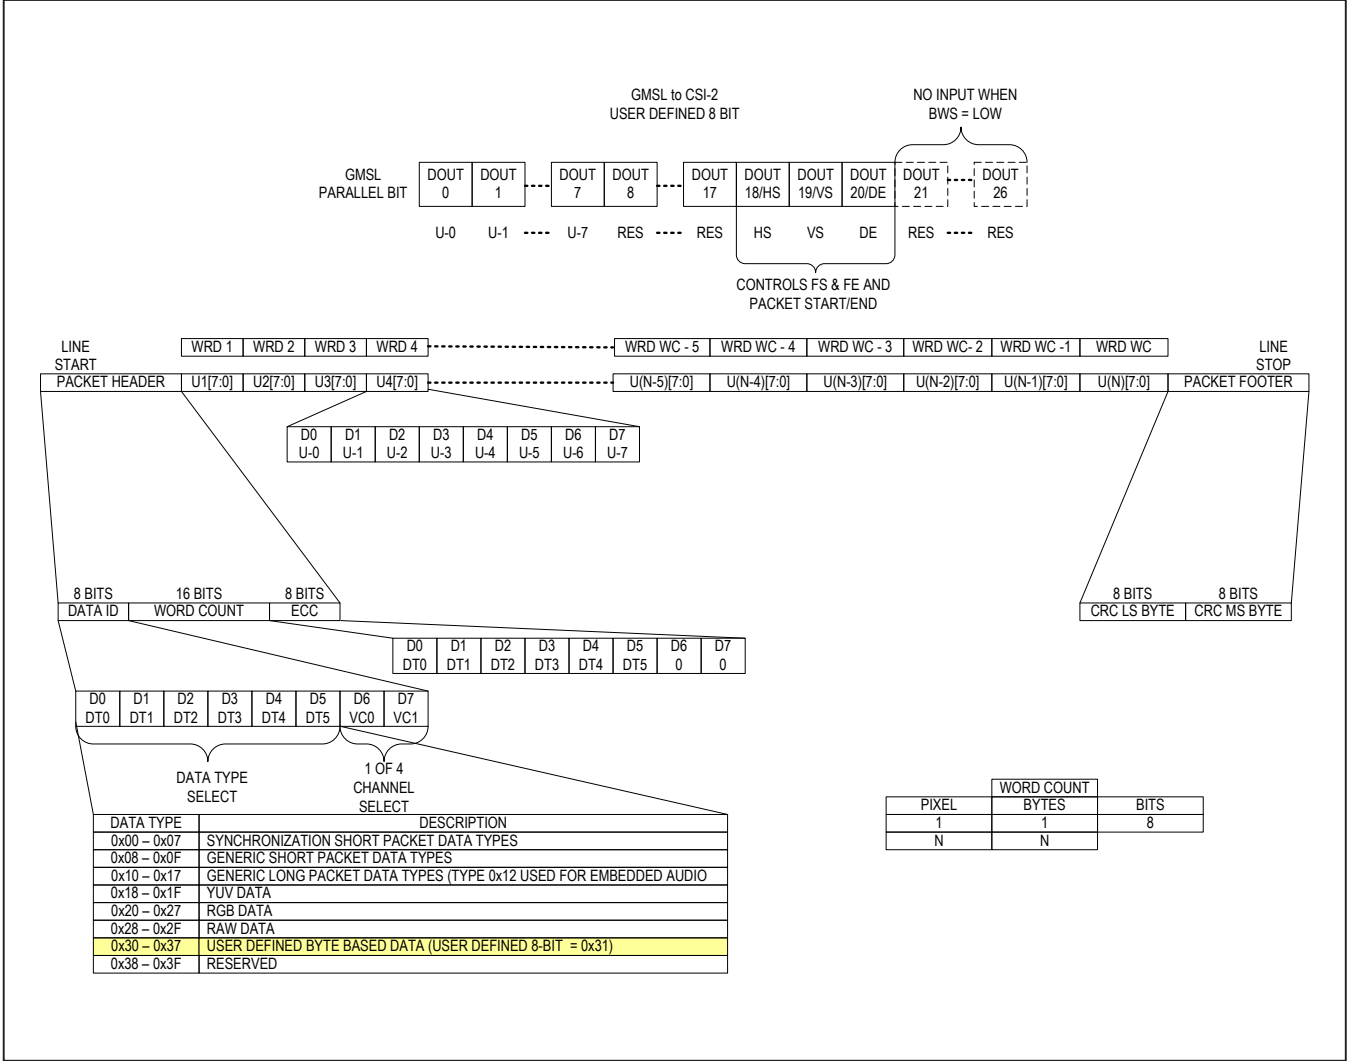 GMSL to CSI-2
USER DEFINED 8 BIT
NO INPUT WHEN
BWS = LOW
GMSL
PARALLEL BIT
DOUT 0 DOUT 1 DOUT 7 DOUT 8 DOUT 17 DOUT 18/HS DOUT 19/VS DOUT 20/DE DOUT 21 DOUT 26
U-0 U-1 U-7 RES RES HS VS DE RES RES
CONTROLS FS & FE AND
PACKET START/END
LINE
START
WRD 1 WRD 2 WRD 3 WRD 4 WRD WC - 5 WRD WC - 4 WRD WC - 3 WRD WC- 2 WRD WC -1 WRD WC
LINE
STOP
PACKET HEADER U1[7:0] U2[7:0] U3[7:0] U4[7:0] U(N-5)[7:0] U(N-4)[7:0] U(N-3)[7:0] U(N-2)[7:0] U(N-1)[7:0] U(N)[7:0] PACKET FOOTER
D0 D1 D2 D3 D4 D5 D6 D7
U-0 U-1 U-2 U-3 U-4 U-5 U-6 U-7
8 BITS 16 BITS 8 BITS
DATA ID WORD COUNT ECC
8 BITS 8 BITS
CRC LS BYTE CRC MS BYTE
D0 D1 D2 D3 D4 D5 D6 D7
DT0 DT1 DT2 DT3 DT4 DT5 0 0
D0 D1 D2 D3 D4 D5 D6 D7
DT0 DT1 DT2 DT3 DT4 DT5 VC0 VC1
DATA TYPE
SELECT
1 OF 4
CHANNEL
SELECT
DATA TYPE DESCRIPTION
0x00 – 0x07 SYNCHRONIZATION SHORT PACKET DATA TYPES
0x08 – 0x0F GENERIC SHORT PACKET DATA TYPES
0x10 – 0x17 GENERIC LONG PACKET DATA TYPES (TYPE 0x12 USED FOR EMBEDDED AUDIO
0x18 – 0x1F YUV DATA
0x20 – 0x27 RGB DATA
0x28 – 0x2F RAW DATA
0x30 – 0x37 USER DEFINED BYTE BASED DATA (USER DEFINED 8-BIT = 0x31)
0x38 – 0x3F RESERVED
WORD COUNT
PIXEL BYTES BITS
1 1 8
N N